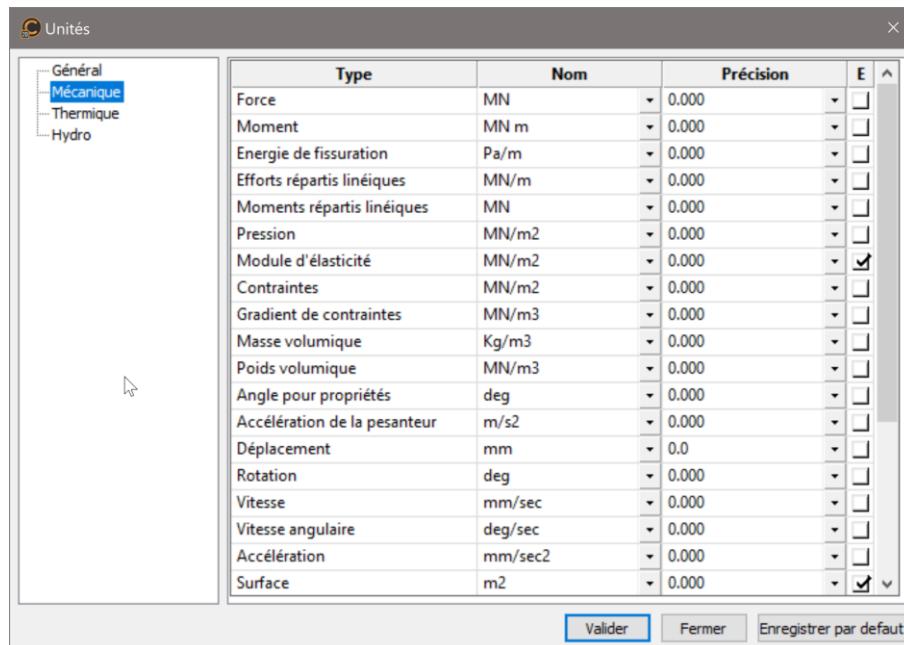 Unités
Général
Mécanique
Thermique
Hydro
Type Nom Précision E
Force MN 0.000
Moment MN m 0.000
Energie de fissuration Pa/m 0.000
Efforts répartis linéiques MN/m 0.000
Moments répartis linéiques MN 0.000
Pression MN/m2 0.000
Module d'élasticité MN/m2 0.000
Contraintes MN/m2 0.000
Gradient de contraintes MN/m3 0.000
Masse volumique Kg/m3 0.000
Poids volumique MN/m3 0.000
Angle pour propriétés deg 0.000
Accélération de la pesanteur m/s2 0.000
Déplacement mm 0.0
Rotation deg 0.000
Vitesse mm/sec 0.000
Vitesse angulaire deg/sec 0.000
Accélération mm/sec2 0.000
Surface m2 0.000
Valider Fermer Enregistrer par defaut